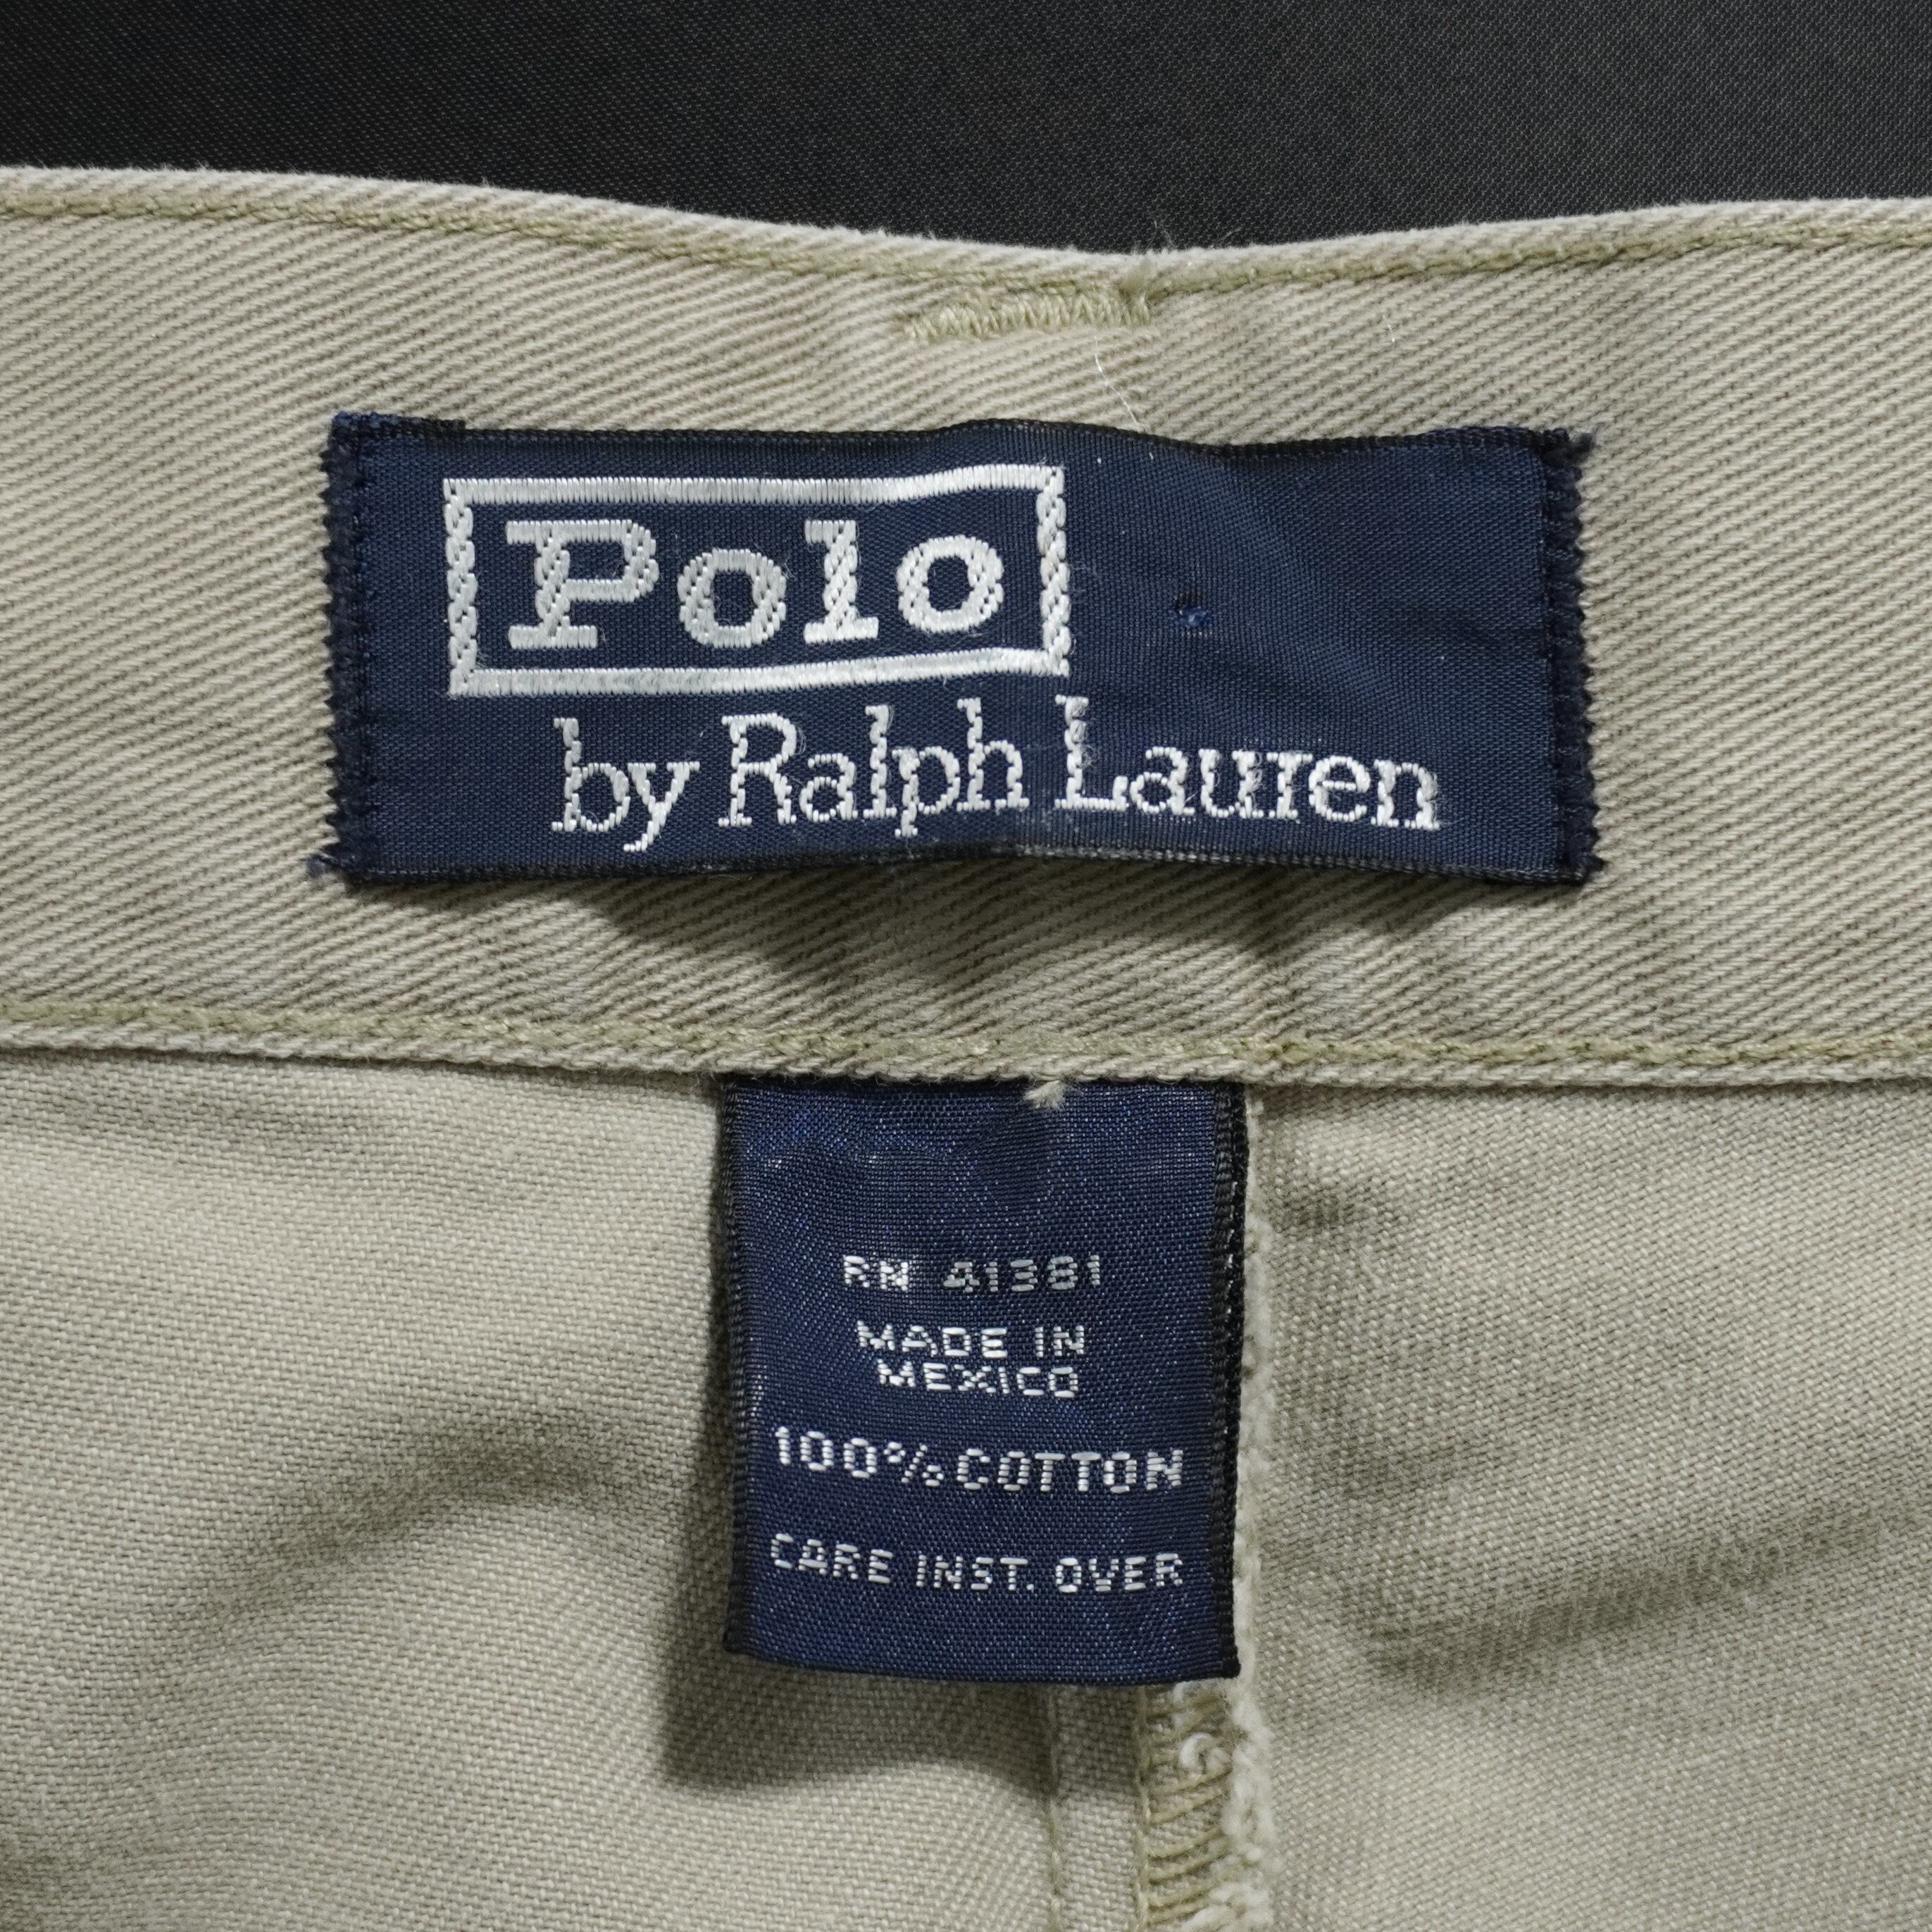 Polo
by Ralph Lauren
RN 41381
MADE IN
MEXICO
100% COTTON
CARE INST. OVER